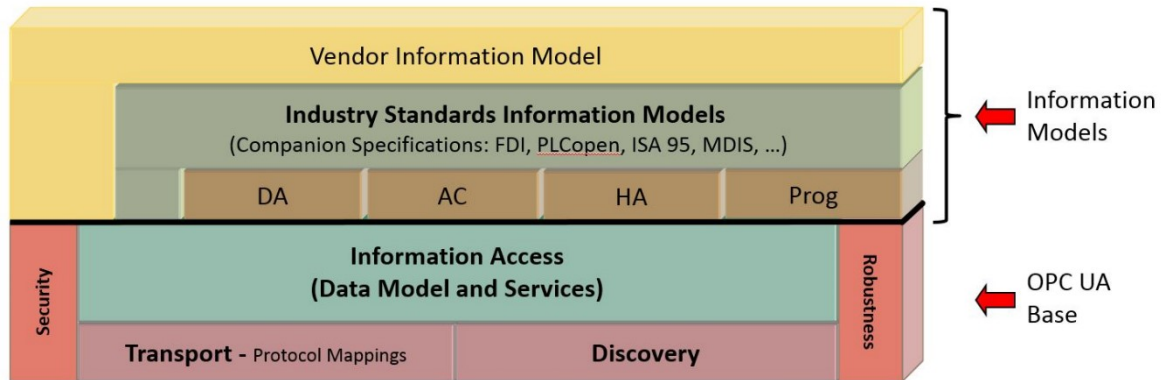 Vendor Information Model
Industry Standards Information Models
(Companion Specifications: FDI, PLCopen, ISA 95, MDIS, ...)
DA
AC
HA
Prog
Information
Models
Security
Information Access
(Data Model and Services)
Robustness
OPC UA
Base
Transport - Protocol Mappings
Discovery